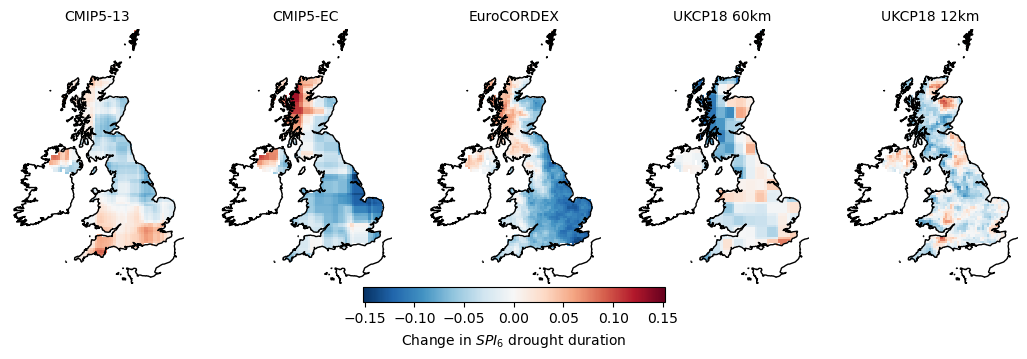 CMIP5-13 CMIP5-EC EuroCORDEX UKCP18 60km UKCP18 12km
−0.15 −0.10 −0.05 0.00 0.05 0.10 0.15
Change in SPI₆ drought duration